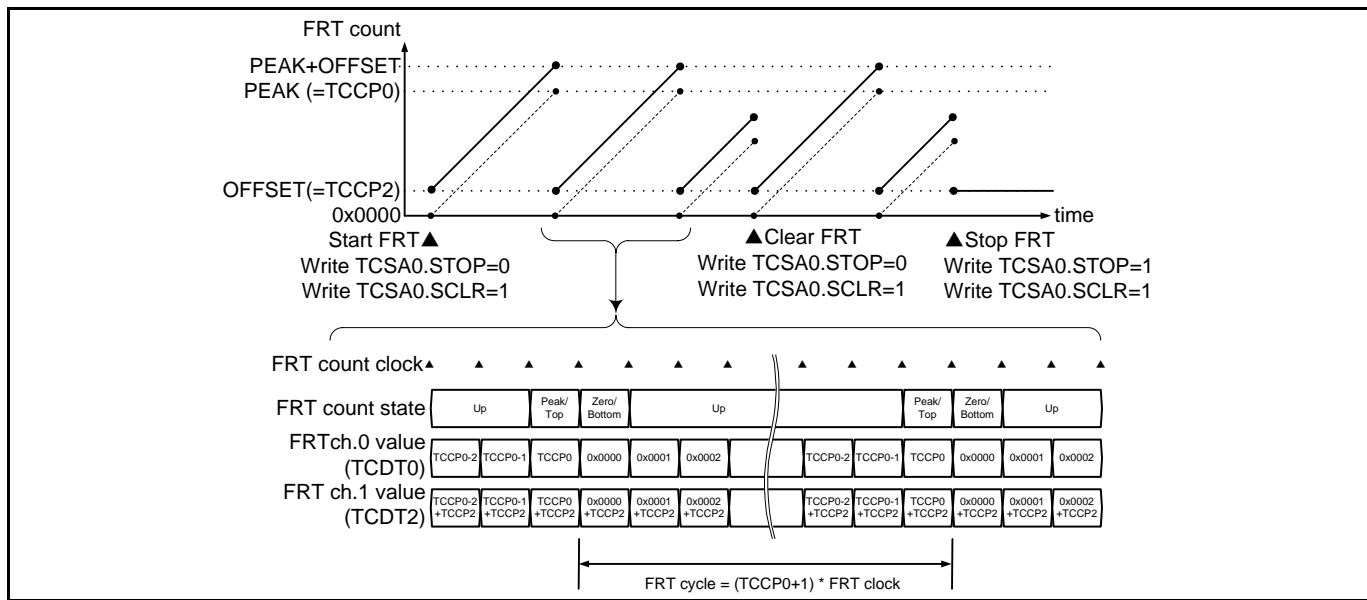 FRT count
PEAK+OFFSET
PEAK (=TCCP0)
OFFSET(=TCCP2)
0x0000
time
Start FRT▲
Write TCSA0.STOP=0
Write TCSA0.SCLR=1
▲Clear FRT
Write TCSA0.STOP=0
Write TCSA0.SCLR=1
▲Stop FRT
Write TCSA0.STOP=1
Write TCSA0.SCLR=1
FRT count clock
FRT count state
Up
Peak/
Top
Zero/
Bottom
Up
Peak/
Top
Zero/
Bottom
Up
FRTch.0 value
(TCDT0)
TCCP0-2 TCCP0-1 TCCP0 0x0000 0x0001 0x0002 TCCP0-2 TCCP0-1 TCCP0 0x0000 0x0001 0x0002
FRT ch.1 value
(TCDT2)
TCCP0-2 TCCP0-1 TCCP0 0x0000 0x0001 0x0002 TCCP0-2 TCCP0-1 TCCP0 0x0000 0x0001 0x0002
+TCCP2 +TCCP2 +TCCP2 +TCCP2 +TCCP2 +TCCP2 +TCCP2 +TCCP2 +TCCP2 +TCCP2 +TCCP2 +TCCP2
FRT cycle = (TCCP0+1) * FRT clock